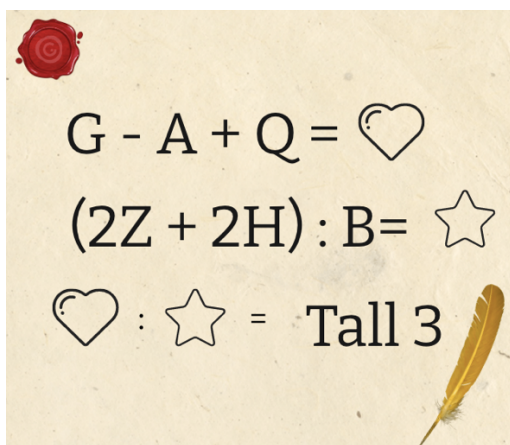 G
G - A + Q = ♡
(2Z + 2H) : B= ☆
♡ : ☆ = Tall 3